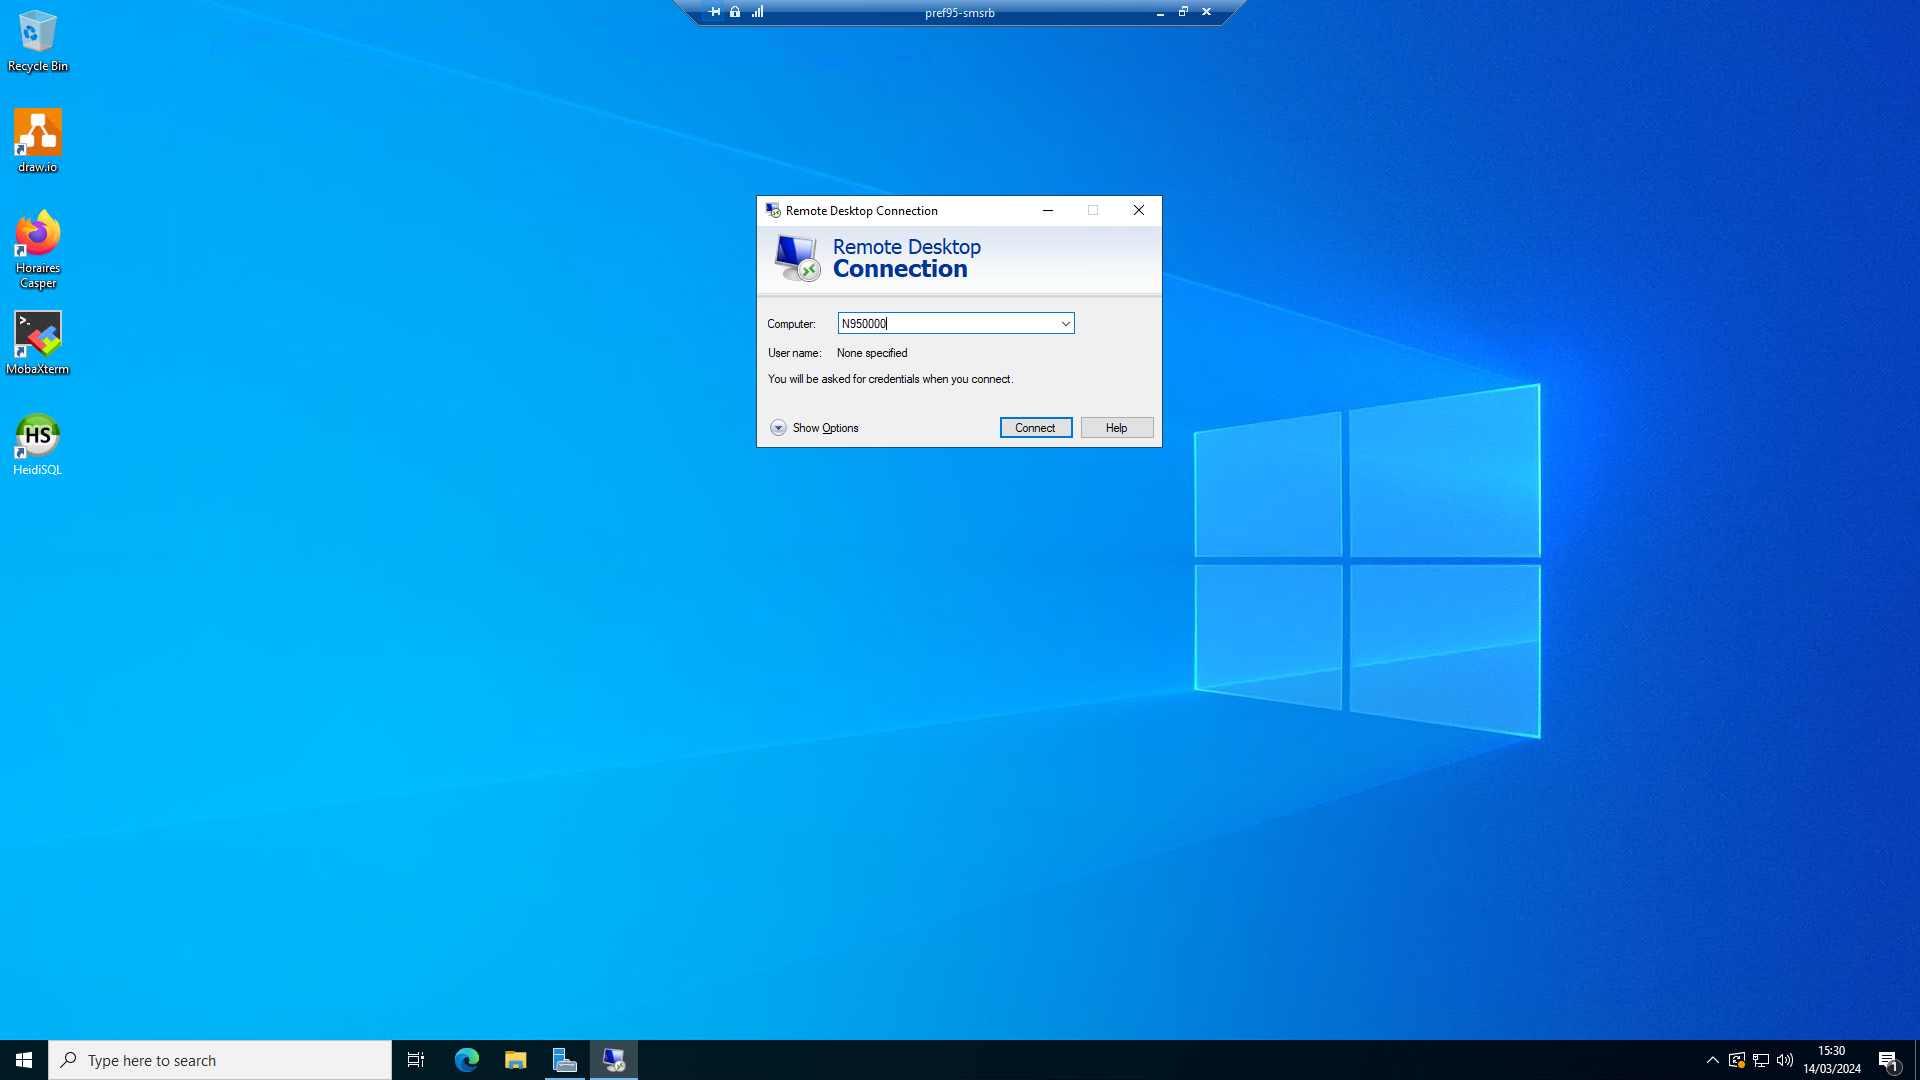 pref95-smsrb
Recycle Bin
draw.io
Horaires
Casper
MobaXterm
HS
HeidiSQL
Remote Desktop Connection
Remote Desktop
Connection
Computer: N950000
User name: None specified
You will be asked for credentials when you connect.
Show Options
Connect
Help
Type here to search
15:30
14/03/2024
1